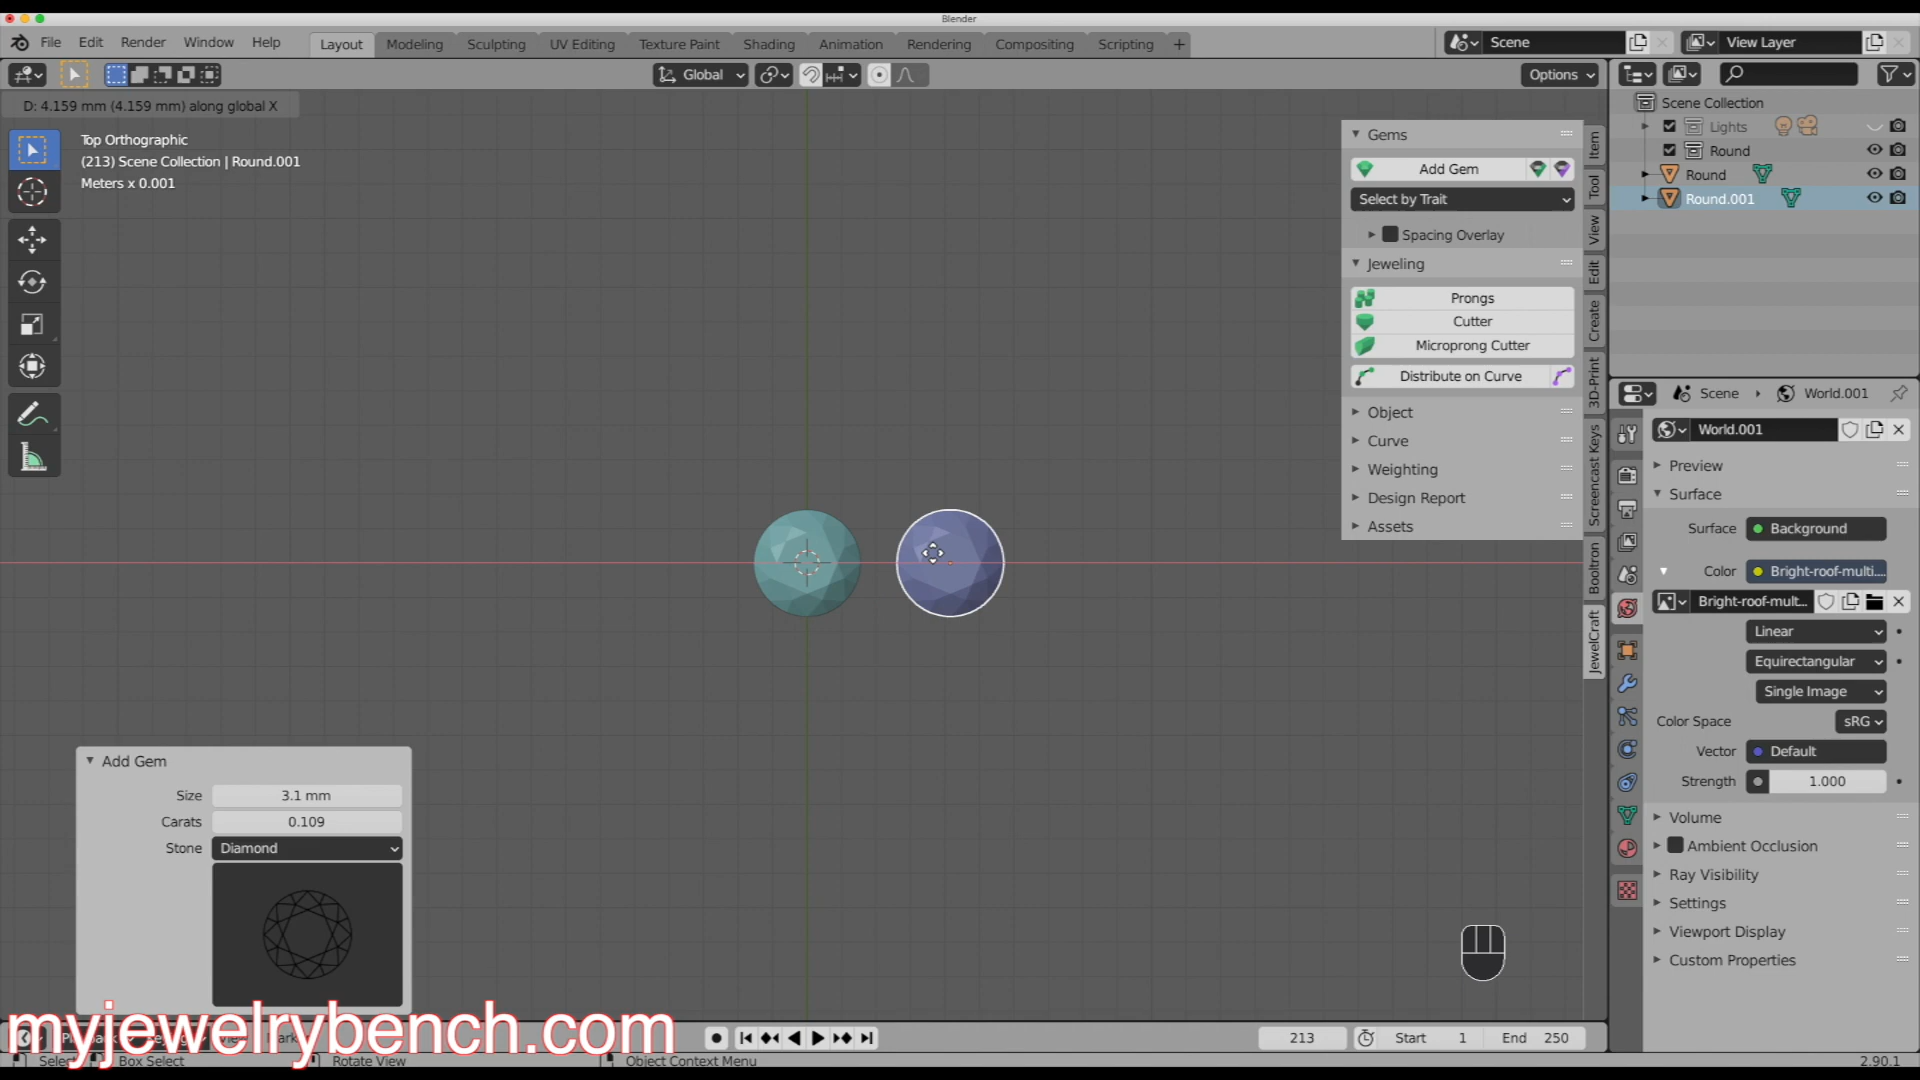 Blender
File Edit Render Window Help
Layout Modeling Sculpting UV Editing Texture Paint Shading Animation Rendering Compositing Scripting +
Scene View Layer
Global Options
D: 4.159 mm (4.159 mm) along global X
Top Orthographic
(213) Scene Collection | Round.001
Meters x 0.001
Gems
Add Gem
Select by Trait
Spacing Overlay
Jeweling
Prongs
Cutter
Microprong Cutter
Distribute on Curve
Object
Curve
Weighting
Design Report
Assets
Item
Tool
View
Edit
Create
3D-Print
Screencast Keys
Booltron
JewelCraft
Scene Collection
Lights
Round
Round
Round.001
Scene World.001
World.001
Preview
Surface
Surface Background
Color Bright-roof-multi....
Bright-roof-mult...
Linear
Equirectangular
Single Image
Color Space sRG
Vector Default
Strength 1.000
Volume
Ambient Occlusion
Ray Visibility
Settings
Viewport Display
Custom Properties
Add Gem
Size 3.1 mm
Carats 0.109
Stone Diamond
myjewelrybench.com
213 Start 1 End 250
Select Box Select Rotate View Object Context Menu 2.90.1